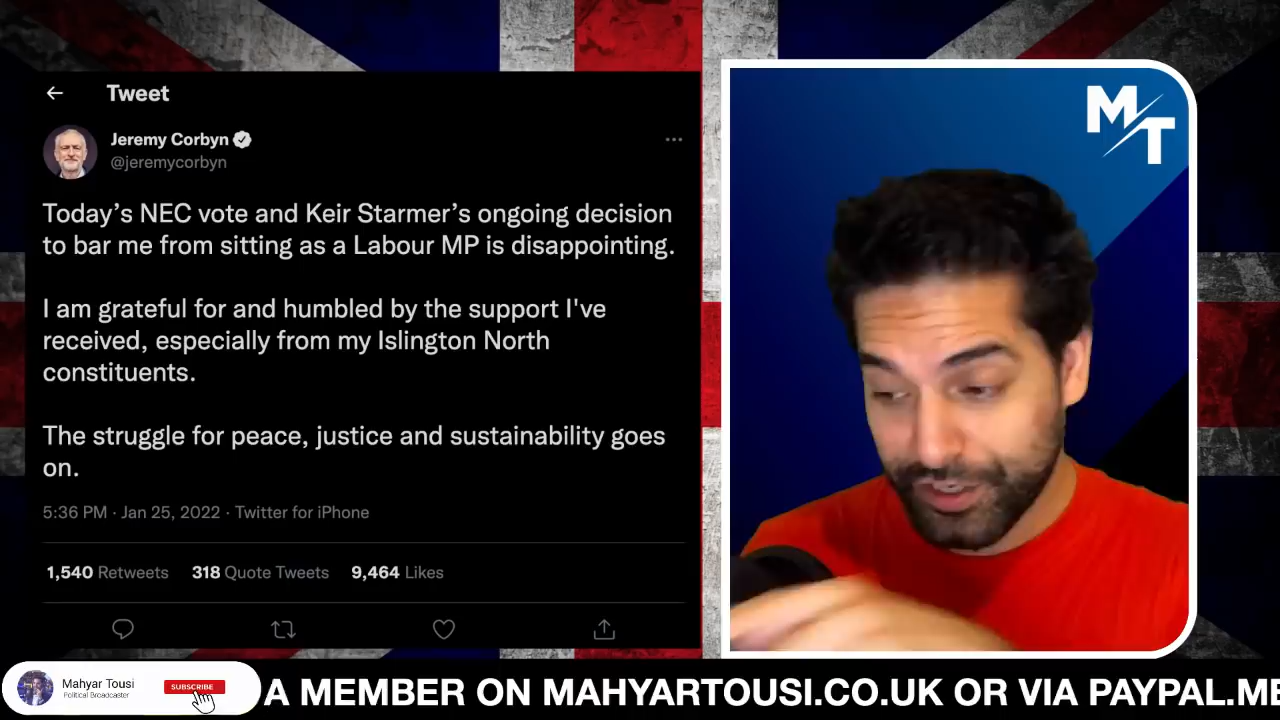 Tweet
Jeremy Corbyn
@jeremycorbyn
Today's NEC vote and Keir Starmer's ongoing decision
to bar me from sitting as a Labour MP is disappointing.
I am grateful for and humbled by the support I've
received, especially from my Islington North
constituents.
The struggle for peace, justice and sustainability goes
on.
5:36 PM · Jan 25, 2022 · Twitter for iPhone
1,540 Retweets 318 Quote Tweets 9,464 Likes
M/T
Mahyar Tousi
Political Broadcaster
SUBSCRIBE
A MEMBER ON MAHYARTOUSI.CO.UK OR VIA PAYPAL.ME